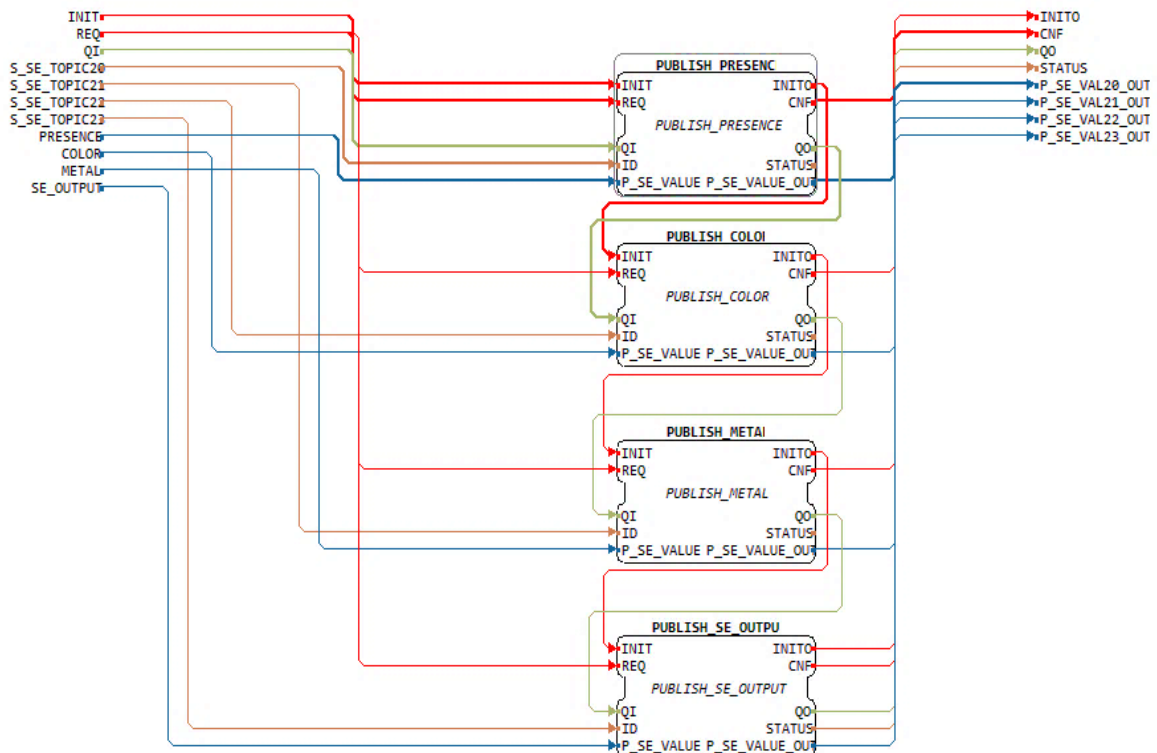 INIT
REQ
QI
S_SE_TOPIC20
S_SE_TOPIC21
S_SE_TOPIC22
S_SE_TOPIC23
PRESENCE
COLOR
METAL
SE_OUTPUT
PUBLISH_PRESENC
INIT INITO
REQ CNF
PUBLISH_PRESENCE
QI QO
ID STATUS
P_SE_VALUE P_SE_VALUE_OUT
PUBLISH_COLOI
INIT INITO
REQ CNF
PUBLISH_COLOR
QI QO
ID STATUS
P_SE_VALUE P_SE_VALUE_OUT
PUBLISH_METAI
INIT INITO
REQ CNF
PUBLISH_METAL
QI QO
ID STATUS
P_SE_VALUE P_SE_VALUE_OUT
PUBLISH_SE_OUTPU
INIT INITO
REQ CNF
PUBLISH_SE_OUTPUT
QI QO
ID STATUS
P_SE_VALUE P_SE_VALUE_OUT
INITO
CNF
QO
STATUS
P_SE_VAL20_OUT
P_SE_VAL21_OUT
P_SE_VAL22_OUT
P_SE_VAL23_OUT